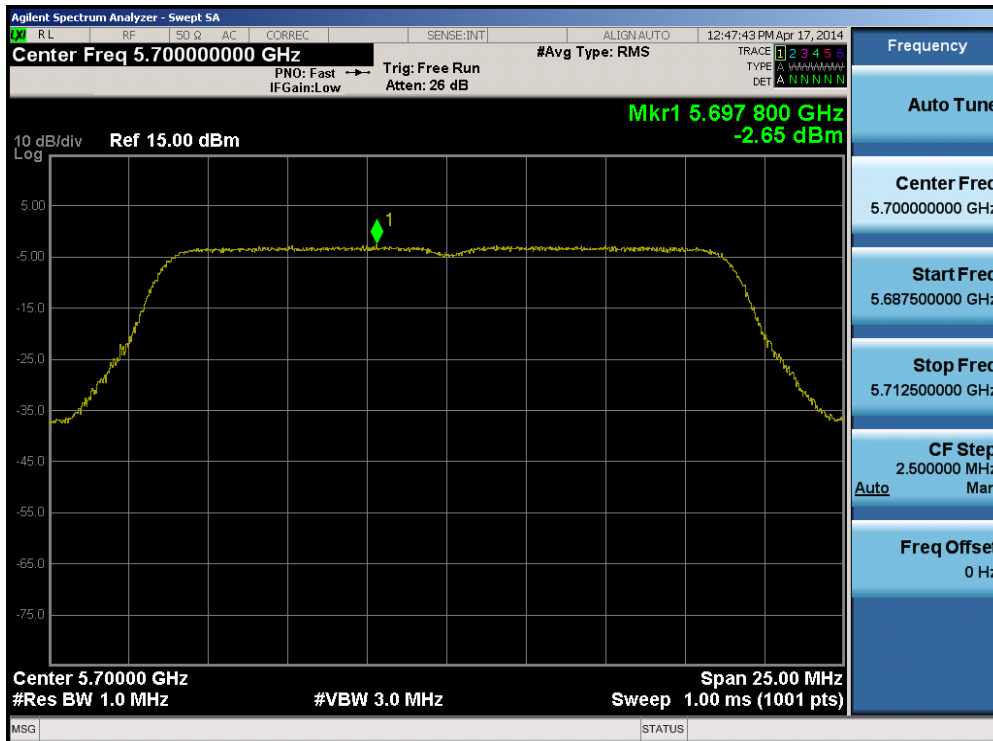 Agilent Spectrum Analyzer - Swept SA
LXI RL RF 50 Ω AC CORREC SENSE:INT ALIGN AUTO 12:47:43 PM Apr 17, 2014
Center Freq 5.700000000 GHz
PNO: Fast
IFGain:Low
Trig: Free Run
Atten: 26 dB
#Avg Type: RMS
TRACE 1 2 3 4 5 6
TYPE A WWWWWW
DET A N N N N N
Mkr1 5.697 800 GHz
-2.65 dBm
10 dB/div Ref 15.00 dBm
Log
5.00
-5.00
-15.0
-25.0
-35.0
-45.0
-55.0
-65.0
-75.0
1
Center 5.70000 GHz Span 25.00 MHz
#Res BW 1.0 MHz #VBW 3.0 MHz Sweep 1.00 ms (1001 pts)
MSG STATUS
Frequency
Auto Tune
Center Freq
5.700000000 GHz
Start Freq
5.687500000 GHz
Stop Freq
5.712500000 GHz
CF Step
2.500000 MHz
Auto Man
Freq Offset
0 Hz